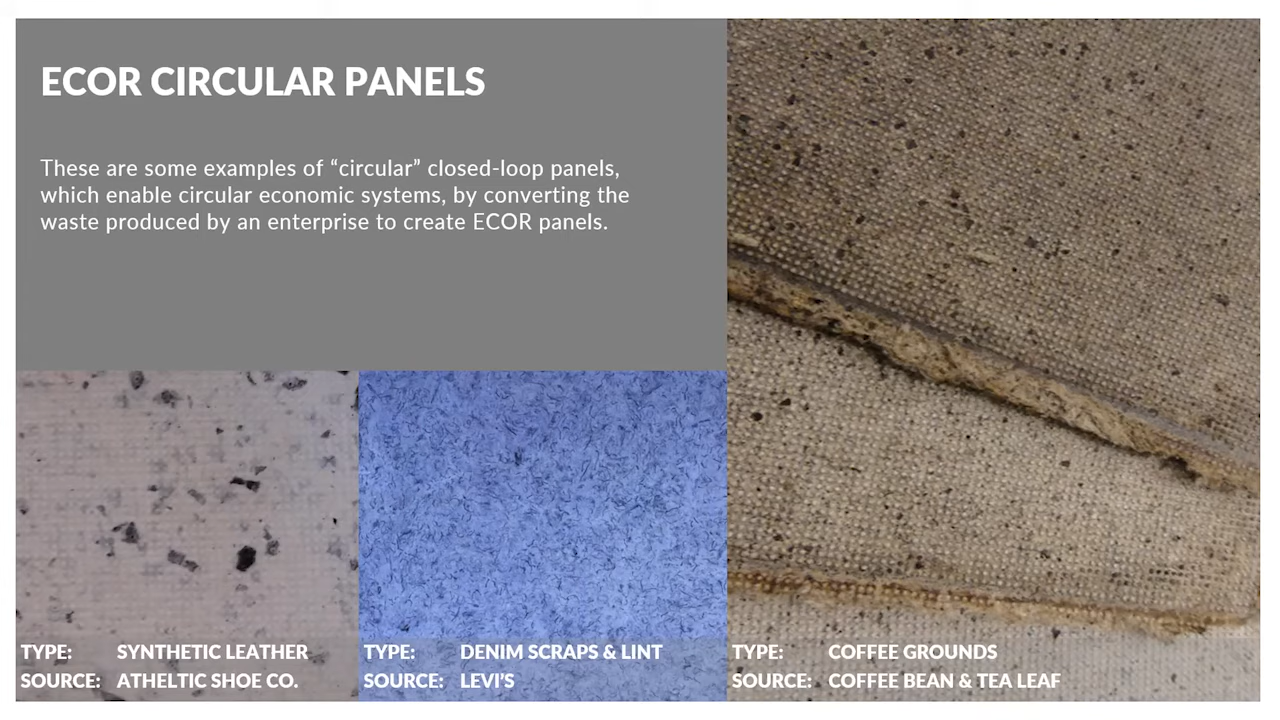 ECOR CIRCULAR PANELS
These are some examples of “circular” closed-loop panels,
which enable circular economic systems, by converting the
waste produced by an enterprise to create ECOR panels.
TYPE: SYNTHETIC LEATHER
SOURCE: ATHELTIC SHOE CO.
TYPE: DENIM SCRAPS & LINT
SOURCE: LEVI'S
TYPE: COFFEE GROUNDS
SOURCE: COFFEE BEAN & TEA LEAF